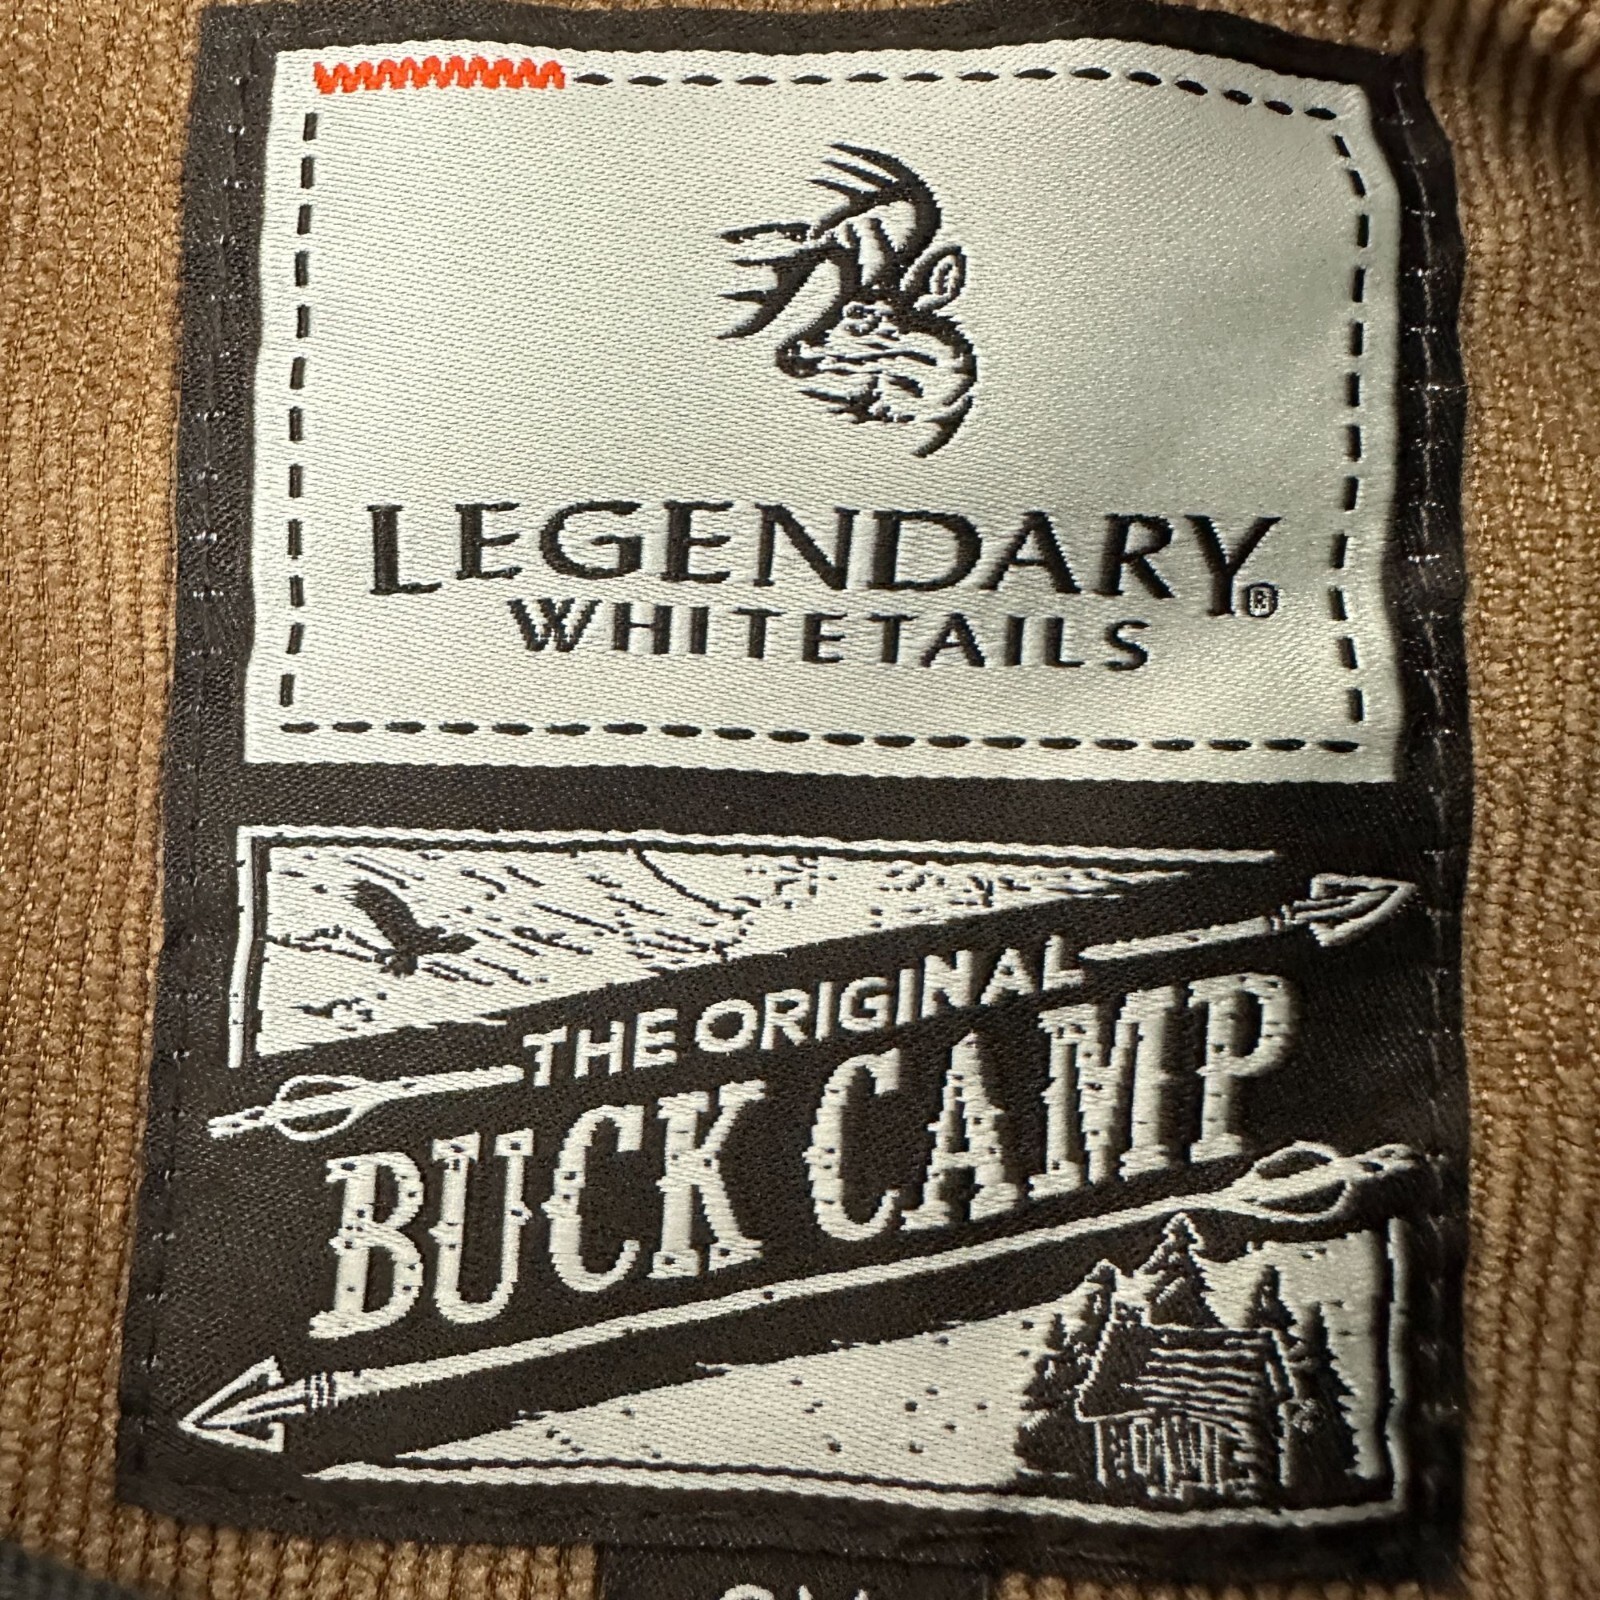 LEGENDARY®
WHITETAILS
THE ORIGINAL
BUCK CAMP